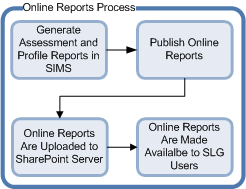 Online Reports Process
Generate
Assessment and
Profile Reports in
SIMS
Publish Online
Reports
Online Reports
Are Uploaded to
SharePoint Server
Online Reports
Are Made
Availalbe to SLG
Users